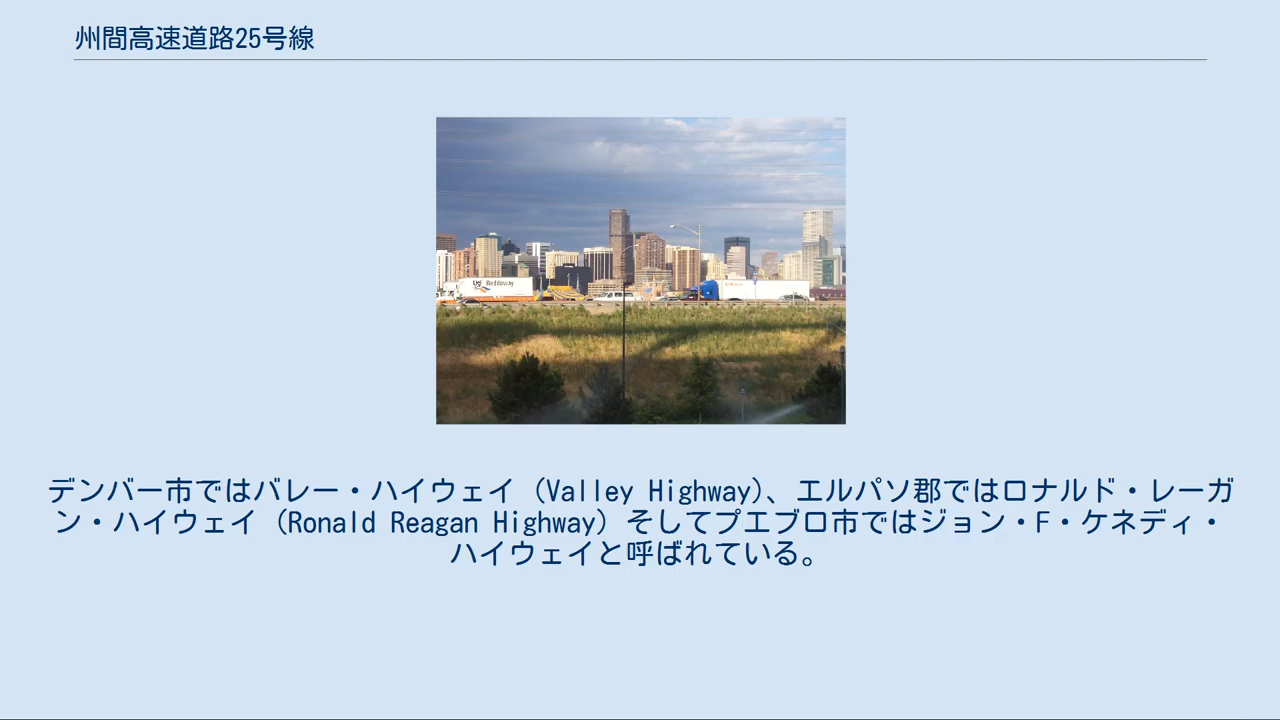 州間高速道路25号線
US Reddaway
デンバー市ではバレー・ハイウェイ (Valley Highway)、エルパソ郡ではロナルド・レーガ
ン・ハイウェイ (Ronald Reagan Highway) そしてプエブロ市ではジョン・F・ケネディ・
ハイウェイと呼ばれている。